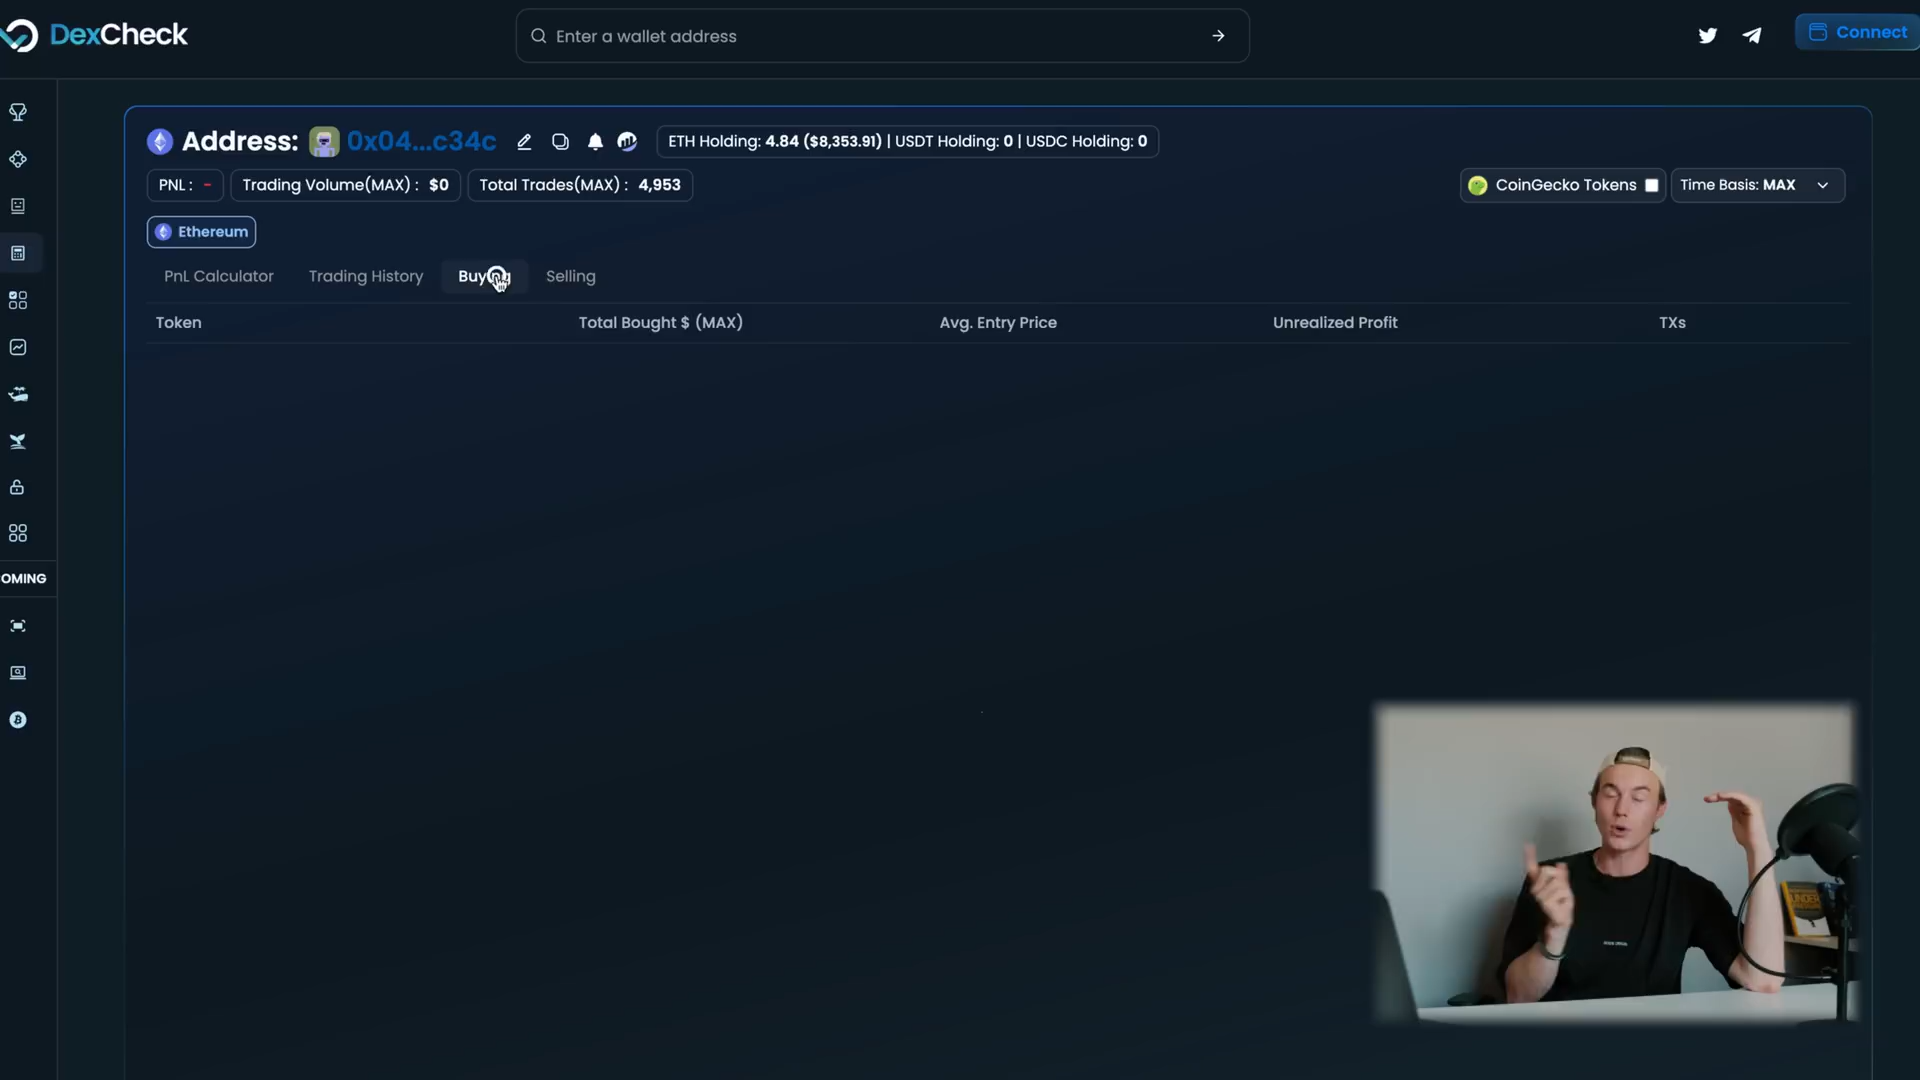 DexCheck
Enter a wallet address
Connect
Address: 0x04...c34c
ETH Holding: 4.84 ($8,353.91) | USDT Holding: 0 | USDC Holding: 0
PNL : -
Trading Volume(MAX) : $0
Total Trades(MAX) : 4,953
CoinGecko Tokens
Time Basis: MAX
Ethereum
PnL Calculator
Trading History
Buying
Selling
Token
Total Bought $ (MAX)
Avg. Entry Price
Unrealized Profit
TXs
OMING